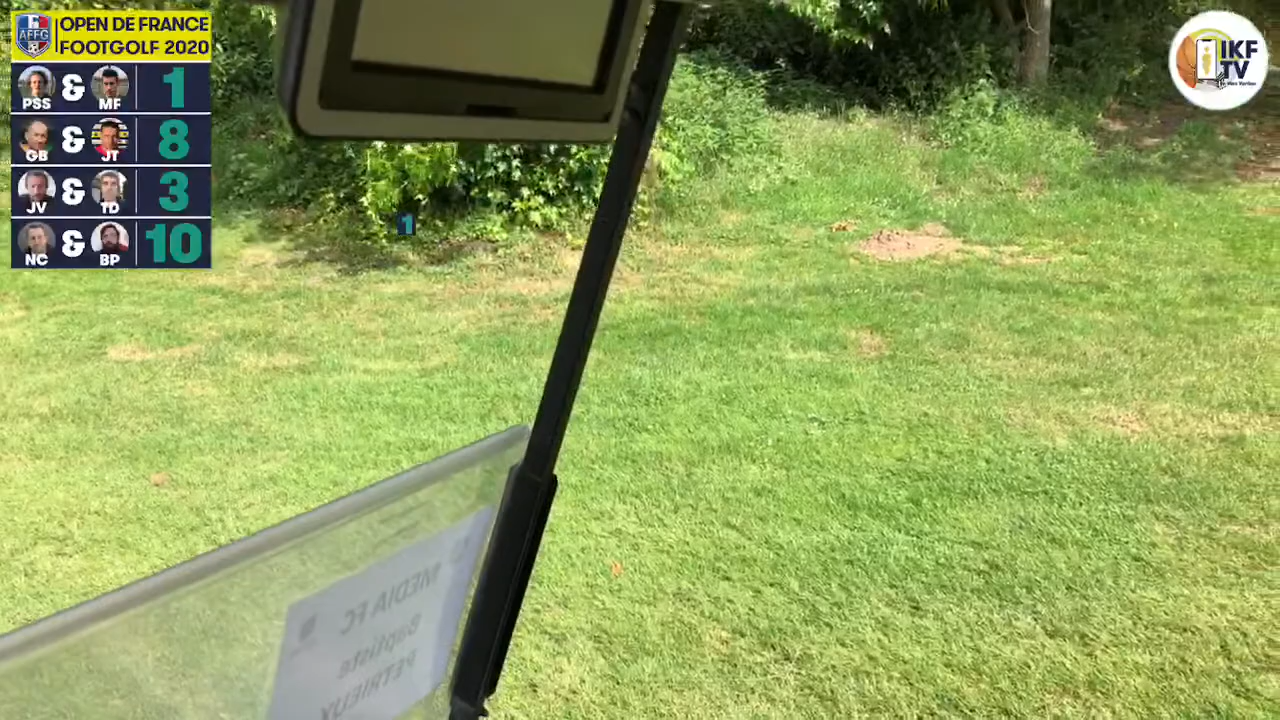 AFFG
OPEN DE FRANCE
FOOTGOLF 2020
PSS & MF 1
GB & JT 8
JV & TD 3
NC & BP 10
1
IKF
TV
MEDIA FC
Baptiste
PETRIEUX